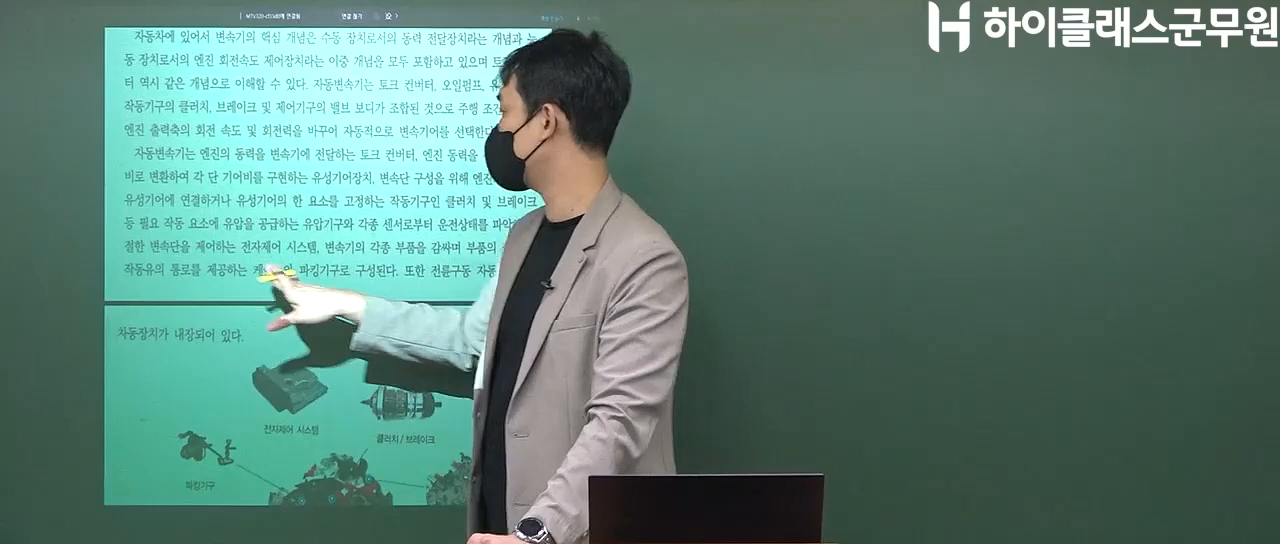 연결 끊기
하이클래스군무원
자동차에 있어서 변속기의 핵심 개념은 수동 장치로서의 동력 전달장치라는 개념과
동 장치로서의 엔진 회전속도 제어장치라는 이중 개념을 모두 포함하고 있으며
터 역시 같은 개념으로 이해할 수 있다. 자동변속기는 토크 컨버터, 오일펌프,
작동기구의 클러치, 브레이크 및 제어기구의 밸브 보디가 조합된 것으로 주행
엔진 출력축의 회전 속도 및 회전력을 바꾸어 자동적으로 변속기어를
자동변속기는 엔진의 동력을 변속기에 전달하는 토크 컨버터, 엔진 동력을
비로 변환하여 각 단 기어비를 구현하는 유성기어장치, 변속단 구성을 위해
유성기어에 연결하거나 유성기어의 한 요소를 고정하는 작동기구인 클러치 및 브레이크
등 필요 작동 요소에 유압을 공급하는 유압기구와 각종 센서로부터 운전상태를
절한 변속단을 제어하는 전자제어 시스템, 변속기의 각종 부품을 감싸며 부품의
작동유의 통로를 제공하는 파킹기구로 구성된다. 또한 전륜구동
차동장치가 내장되어 있다.
전자제어 시스템
클러치 / 브레이크
파킹기구